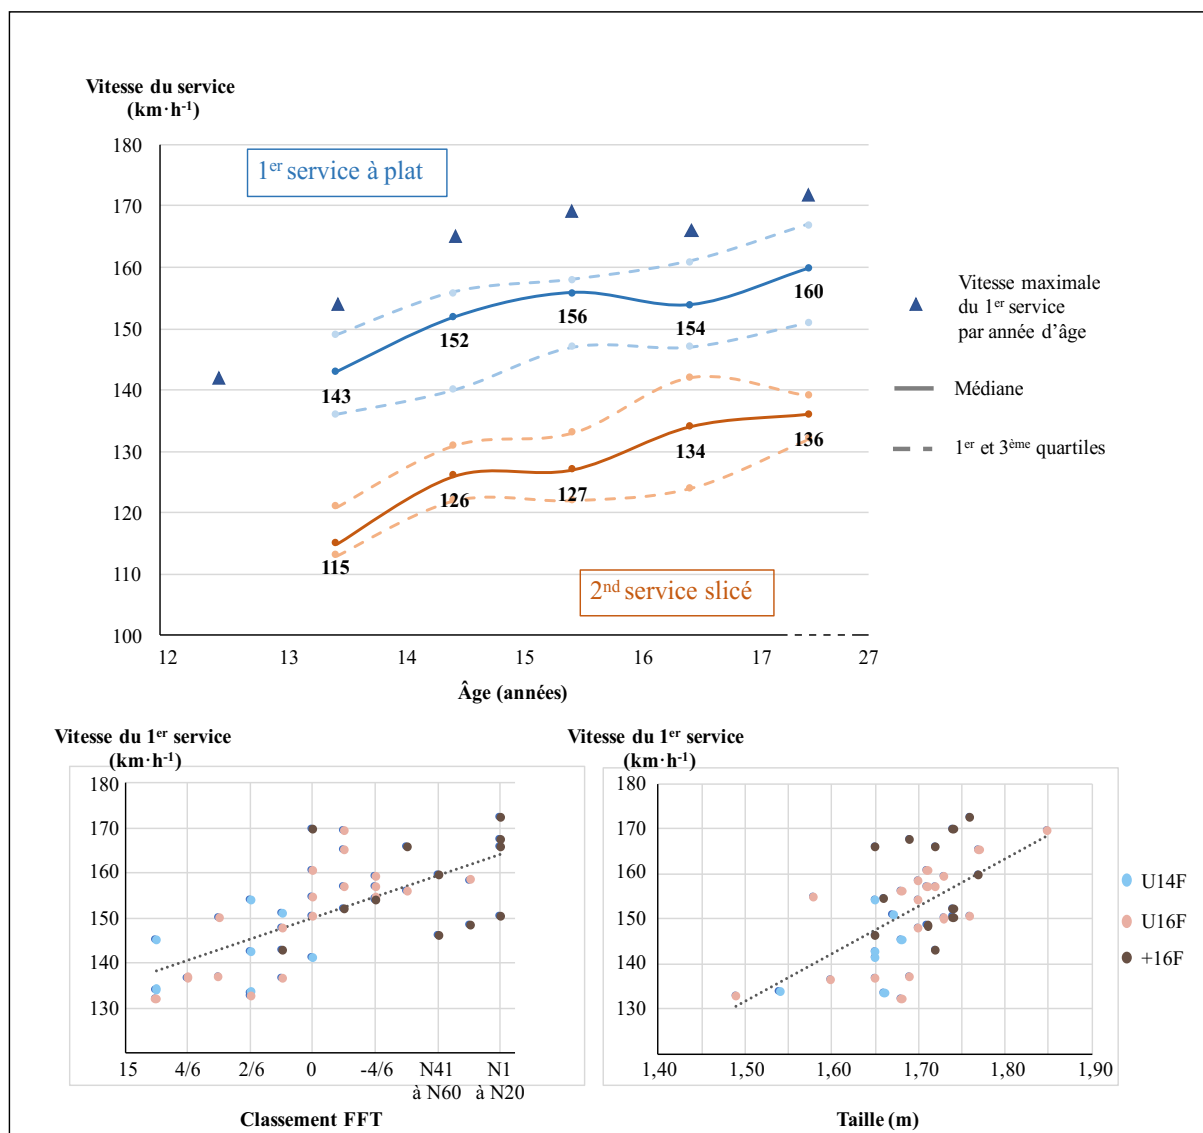 Vitesse du service
(km·h⁻¹)
180
170
160
150
140
130
120
110
100
1er service à plat
143
152
156
154
160
115
126
127
134
136
2nd service slicé
12
13
14
15
16
17
27
Âge (années)
Vitesse maximale
du 1er service
par année d’âge
Médiane
1er et 3ème quartiles
Vitesse du 1er service
(km·h⁻¹)
180
170
160
150
140
130
15
4/6
2/6
0
-4/6
N41
à N60
N1
à N20
Classement FFT
Vitesse du 1er service
(km·h⁻¹)
180
170
160
150
140
130
1,40
1,50
1,60
1,70
1,80
1,90
Taille (m)
U14F
U16F
+16F